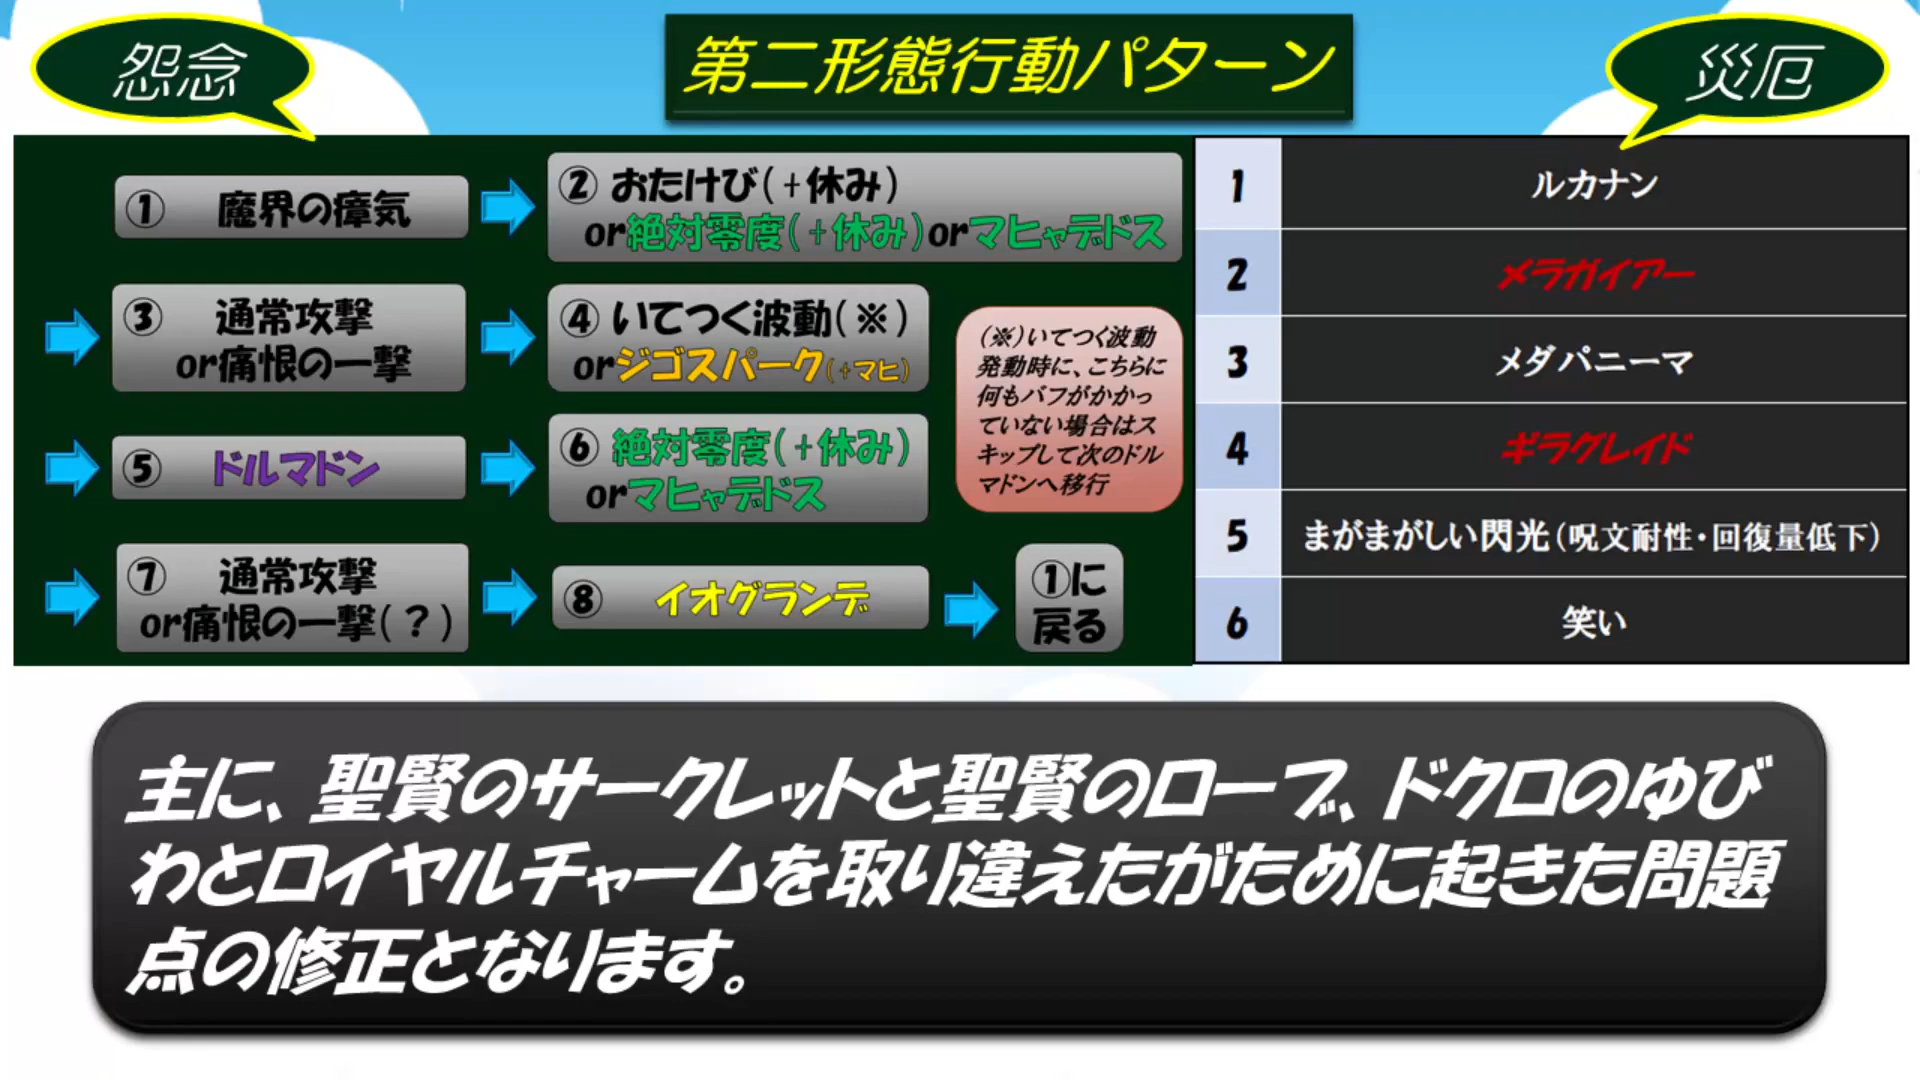 怨念
第二形態行動パターン
災厄
① 魔界の瘴気
② おたけび(+休み)
or絶対零度(+休み)orマヒャデドス
③ 通常攻撃
or痛恨の一撃
④ いてつく波動(※)
orジゴスパーク(+マヒ)
(※)いてつく波動
発動時に、こちらに
何もバフがかかっ
ていない場合はス
キップして次のドル
マドンへ移行
⑤ ドルマドン
⑥ 絶対零度(+休み)
orマヒャデドス
⑦ 通常攻撃
or痛恨の一撃(?)
⑧ イオグランデ
①に
戻る
1 ルカナン
2 メラガイアー
3 メダパニーマ
4 ギラグレイド
5 まがまがしい閃光(呪文耐性・回復量低下)
6 笑い
主に、聖賢のサークレットと聖賢のローブ、ドクロのゆび
わとロイヤルチャームを取り違えたがために起きた問題
点の修正となります。